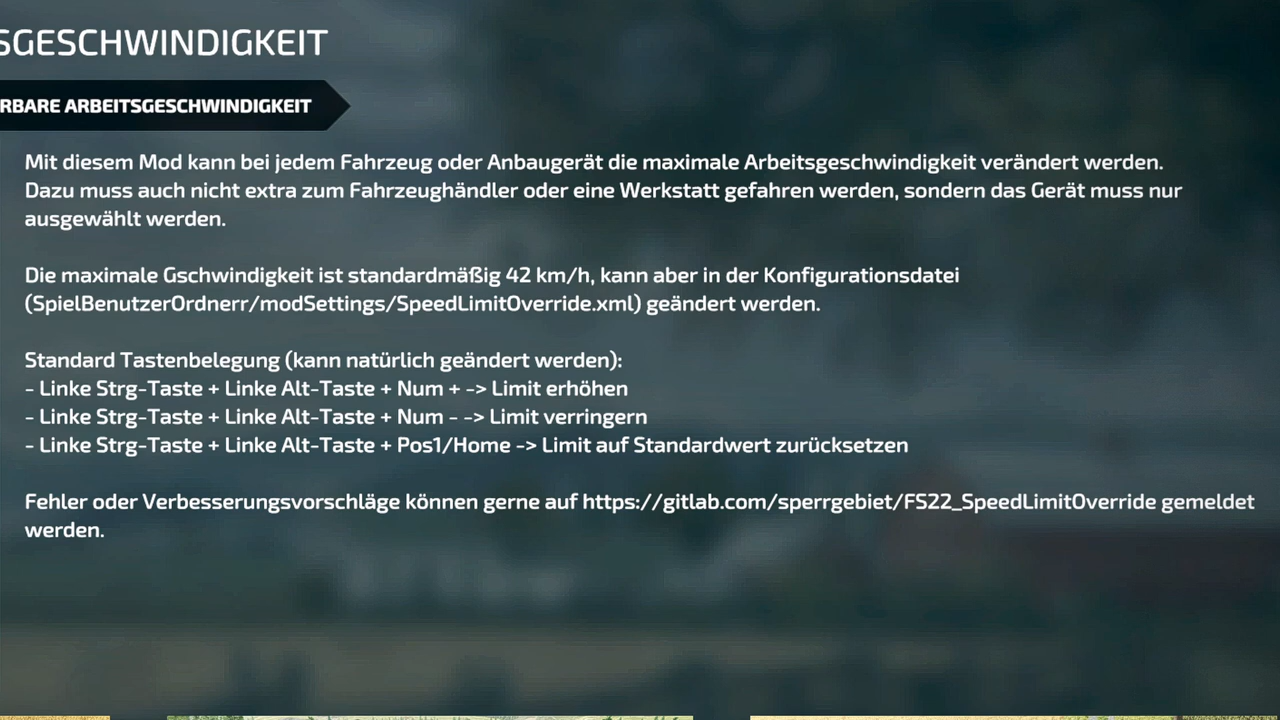 SGESCHWINDIGKEIT
RBARE ARBEITSGESCHWINDIGKEIT
Mit diesem Mod kann bei jedem Fahrzeug oder Anbaugerät die maximale Arbeitsgeschwindigkeit verändert werden.
Dazu muss auch nicht extra zum Fahrzeughändler oder eine Werkstatt gefahren werden, sondern das Gerät muss nur
ausgewählt werden.
Die maximale Gschwindigkeit ist standardmäßig 42 km/h, kann aber in der Konfigurationsdatei
(SpielBenutzerOrdnerr/modSettings/SpeedLimitOverride.xml) geändert werden.
Standard Tastenbelegung (kann natürlich geändert werden):
- Linke Strg-Taste + Linke Alt-Taste + Num + -> Limit erhöhen
- Linke Strg-Taste + Linke Alt-Taste + Num - -> Limit verringern
- Linke Strg-Taste + Linke Alt-Taste + Pos1/Home -> Limit auf Standardwert zurücksetzen
Fehler oder Verbesserungsvorschläge können gerne auf https://gitlab.com/sperrgebiet/FS22_SpeedLimitOverride gemeldet
werden.